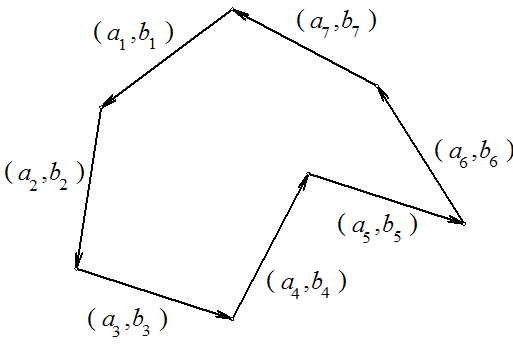 (a₇,b₇)
(a₁,b₁)
(a₆,b₆)
(a₂,b₂)
(a₅,b₅)
(a₄,b₄)
(a₃,b₃)